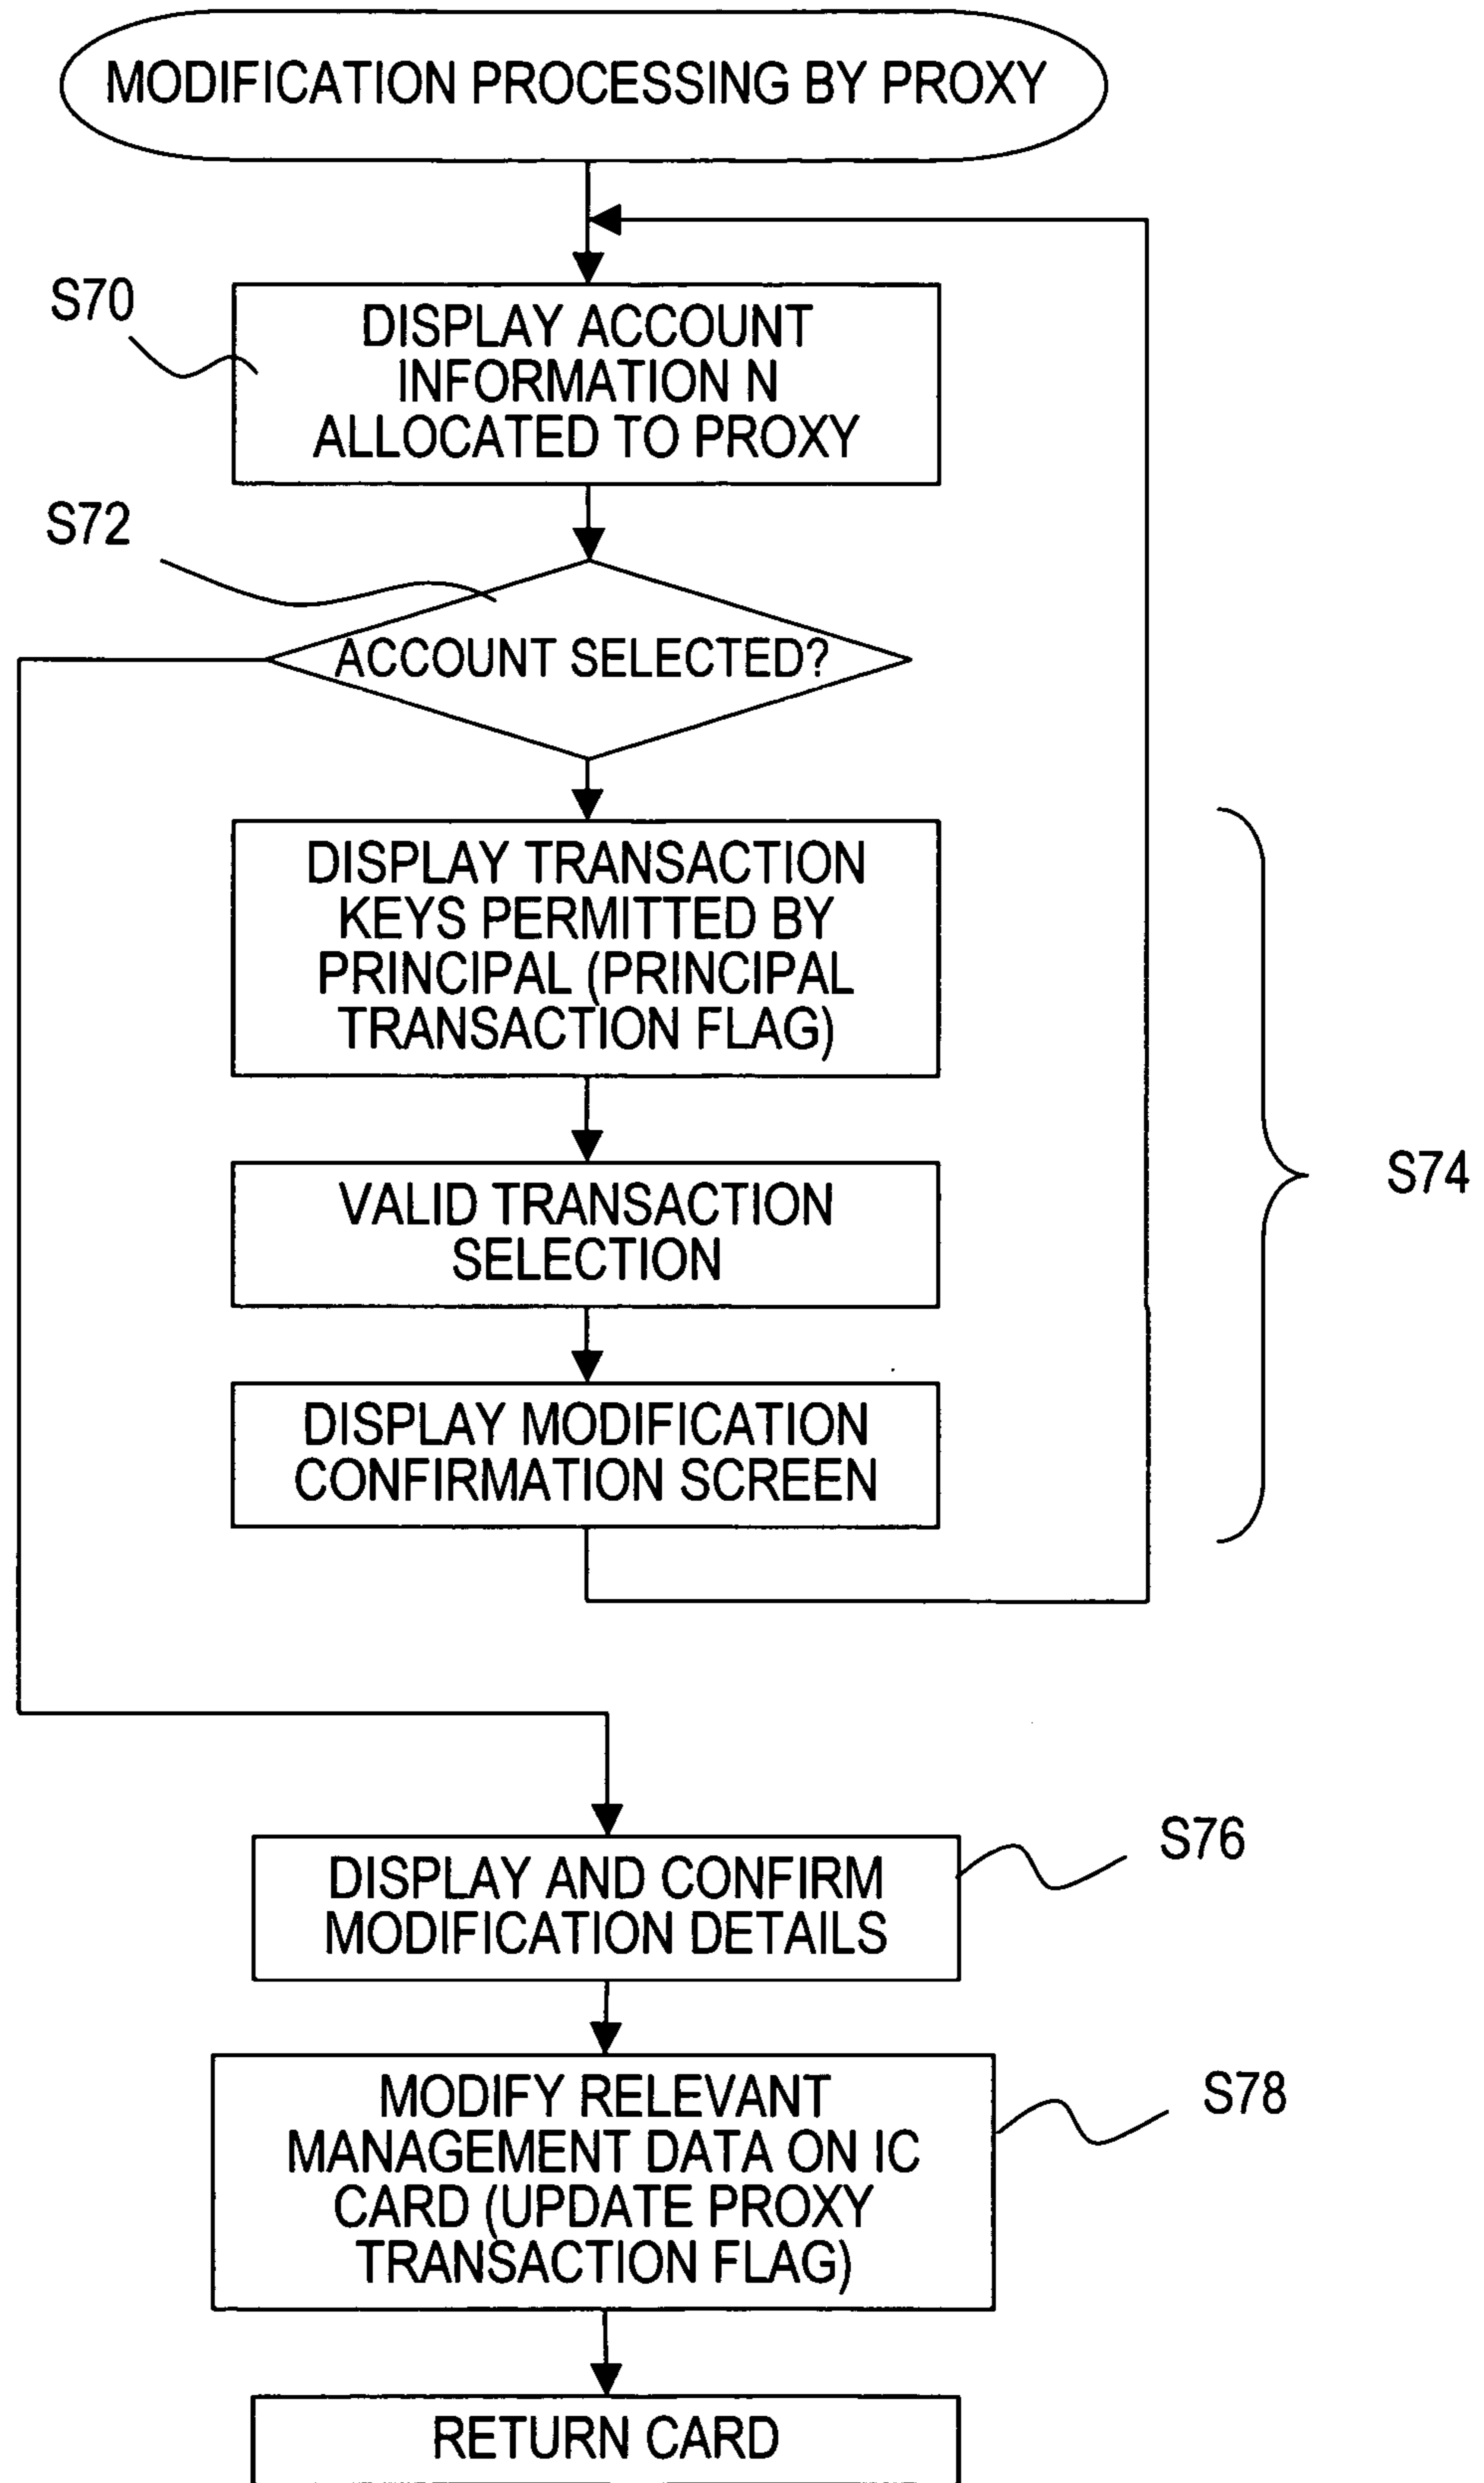 MODIFICATION PROCESSING BY PROXY
S70
DISPLAY ACCOUNT
INFORMATION N
ALLOCATED TO PROXY
S72
ACCOUNT SELECTED?
DISPLAY TRANSACTION
KEYS PERMITTED BY
PRINCIPAL (PRINCIPAL
TRANSACTION FLAG)
VALID TRANSACTION
SELECTION
S74
DISPLAY MODIFICATION
CONFIRMATION SCREEN
S76
DISPLAY AND CONFIRM
MODIFICATION DETAILS
S78
MODIFY RELEVANT
MANAGEMENT DATA ON IC
CARD (UPDATE PROXY
TRANSACTION FLAG)
RETURN CARD